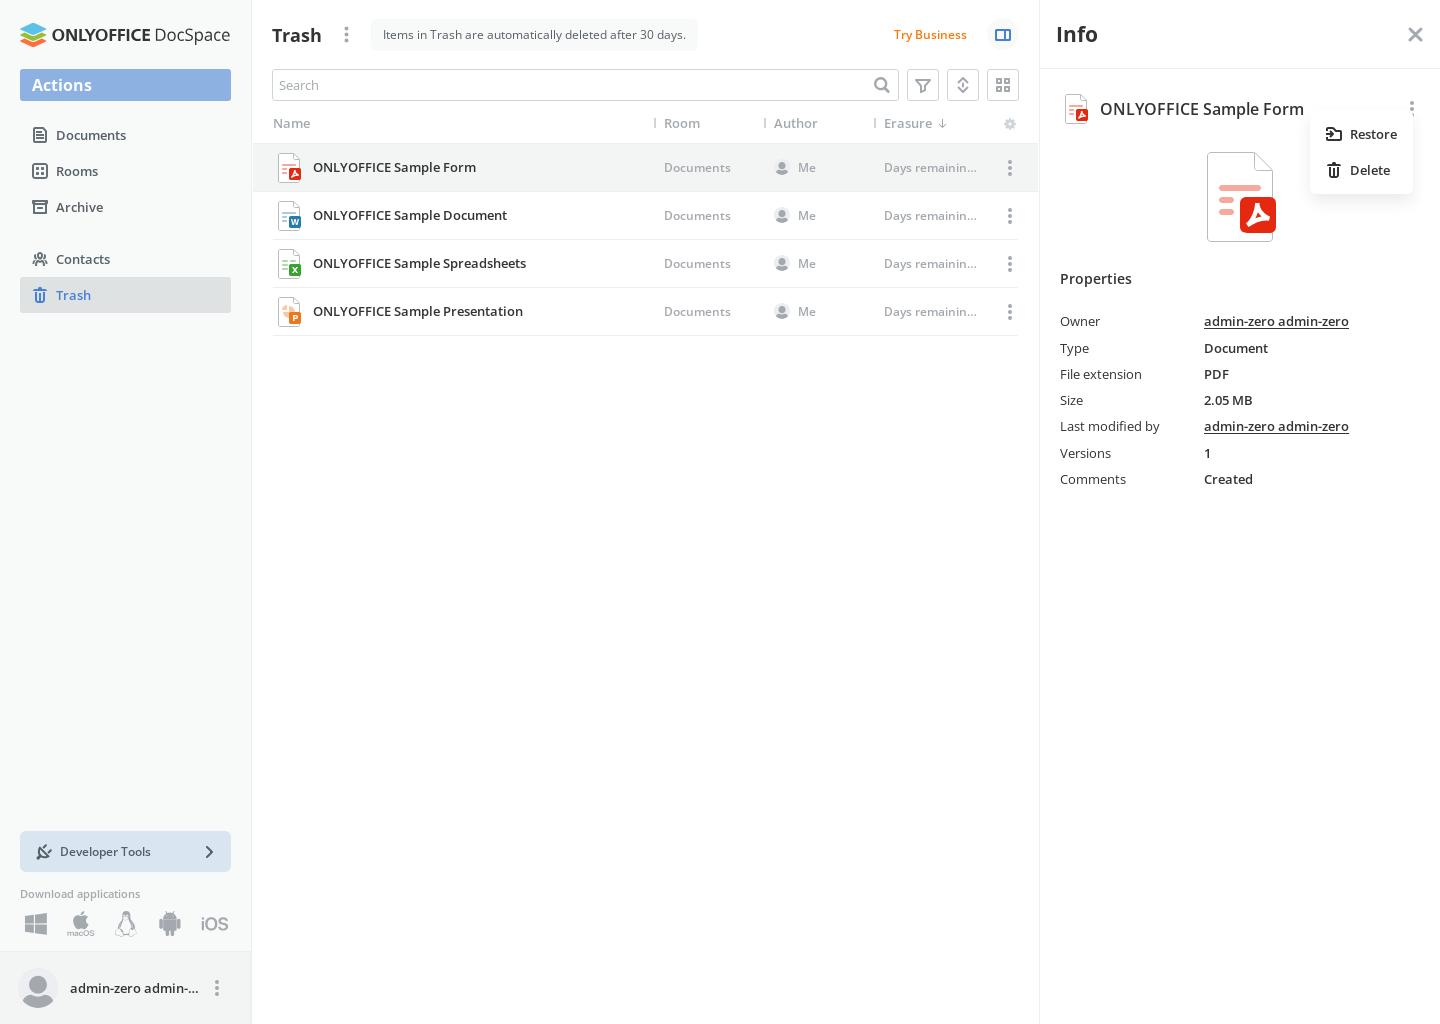 ONLYOFFICE DocSpace
Actions
Documents
Rooms
Archive
Contacts
Trash
Developer Tools
Download applications
macOS
iOS
admin-zero admin-...
Trash
Items in Trash are automatically deleted after 30 days.
Try Business
Search
Name Room Author Erasure
ONLYOFFICE Sample Form Documents Me Days remainin...
W ONLYOFFICE Sample Document Documents Me Days remainin...
X ONLYOFFICE Sample Spreadsheets Documents Me Days remainin...
P ONLYOFFICE Sample Presentation Documents Me Days remainin...
Info
ONLYOFFICE Sample Form
Restore
Delete
Properties
Owner admin-zero admin-zero
Type Document
File extension PDF
Size 2.05 MB
Last modified by admin-zero admin-zero
Versions 1
Comments Created